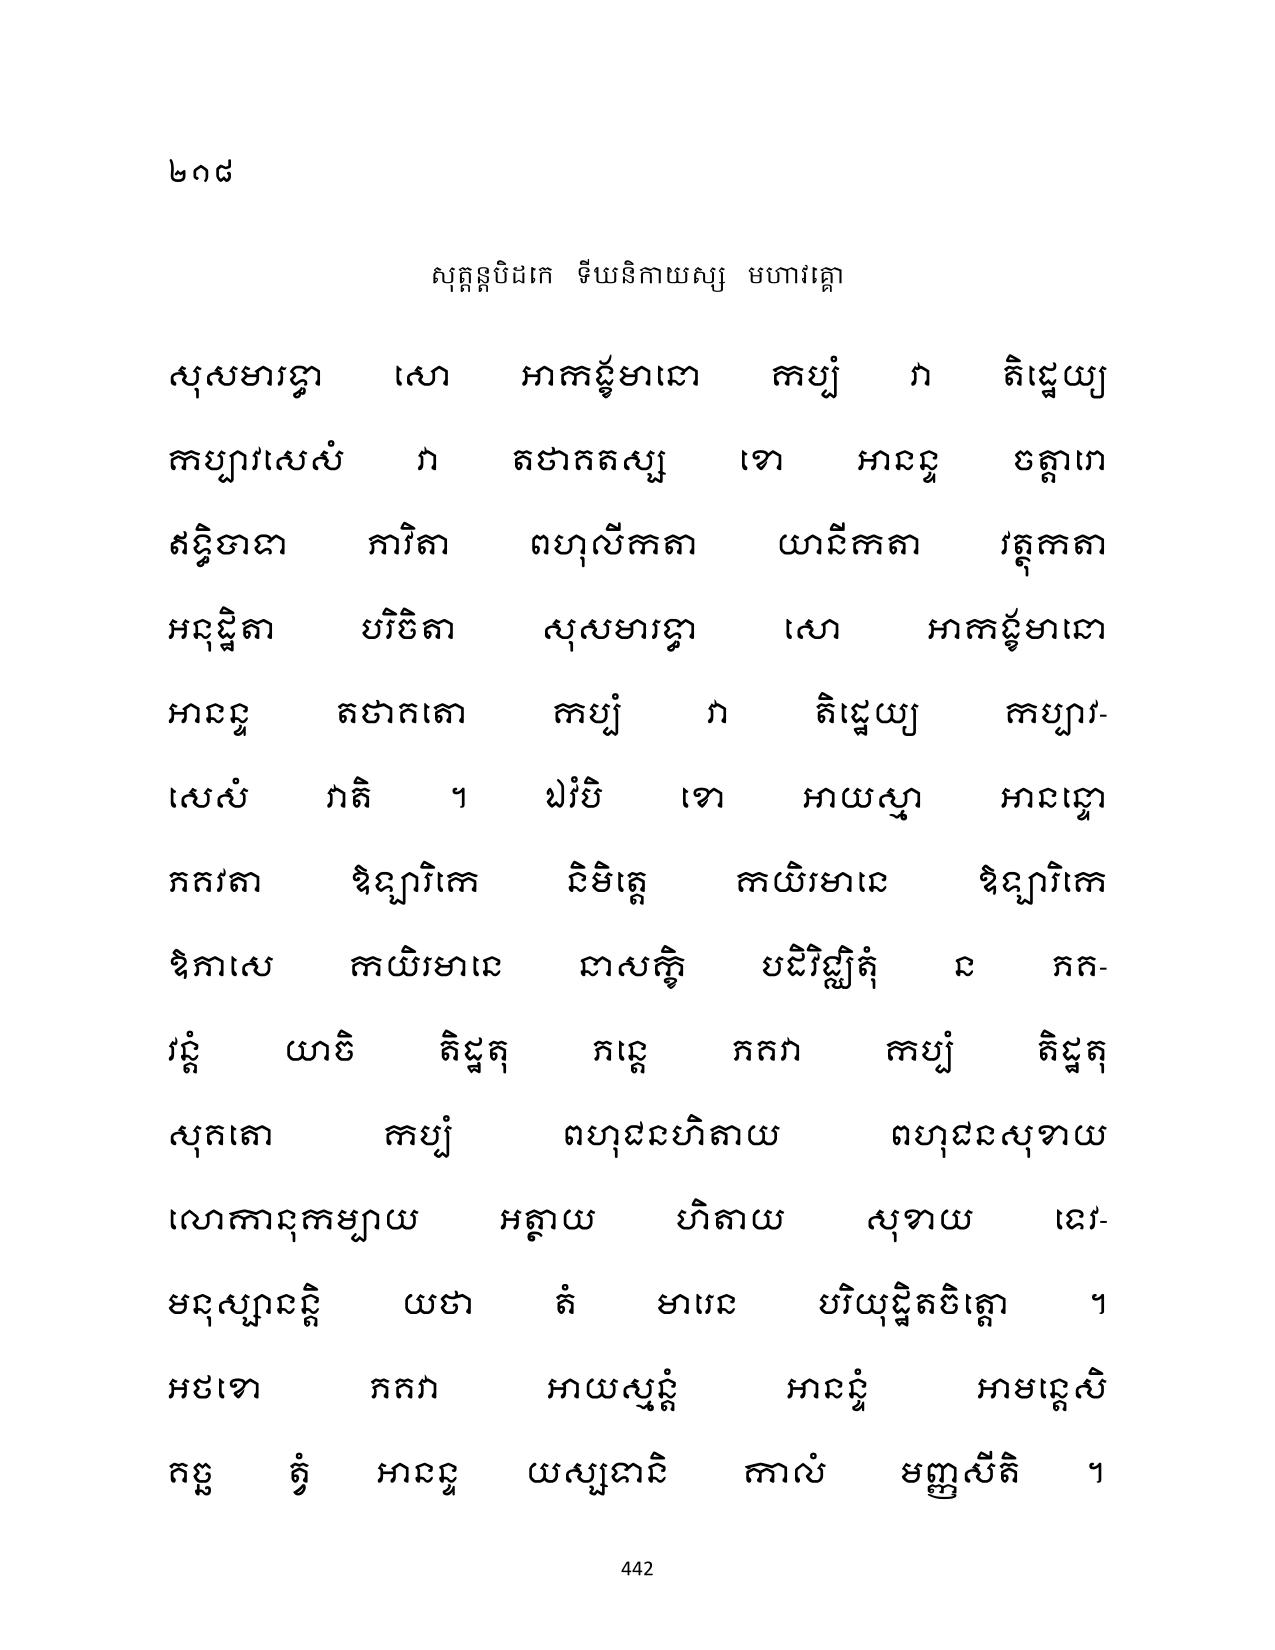 ២១៨
សុត្តន្តបិដកេ ទីឃនិកាយស្ស មហាវគ្គោ
សុសមារទ្ធា សោ អាកង្ខមានោ កប្បំ វា តិដ្ឋេយ្យ
កប្បាវសេសំ វា តថាគតស្ស ខោ អានន្ទ ចត្តារោ
ឥទ្ធិបាទា ភាវិតា ពហុលីកតា យានីកតា វត្ថុកតា
អនុដ្ឋិតា បរិចិតា សុសមារទ្ធា សោ អាកង្ខមានោ
អានន្ទ តថាគតោ កប្បំ វា តិដ្ឋេយ្យ កប្បាវ-
សេសំ វាតិ ។ ឯវំបិ ខោ អាយស្មា អានន្ទោ
ភគវតា ឱឡារិកេ និមិត្តេ កយិរមានេ ឱឡារិកេ
ឱភាសេ កយិរមានេ នាសក្ខិ បដិវិជ្ឈិតុំ ន ភគ-
វន្តំ យាចិ តិដ្ឋតុ ភន្តេ ភគវា កប្បំ តិដ្ឋតុ
សុគតោ កប្បំ ពហុជនហិតាយ ពហុជនសុខាយ
លោកានុកម្បាយ អត្ថាយ ហិតាយ សុខាយ ទេវ-
មនុស្សានន្តិ យថា តំ មារេន បរិយុដ្ឋិតចិត្តោ ។
អថខោ ភគវា អាយស្មន្តំ អានន្ទំ អាមន្តេសិ
គច្ឆ ត្វំ អានន្ទ យស្សទានិ កាលំ មញ្ញសីតិ ។
442